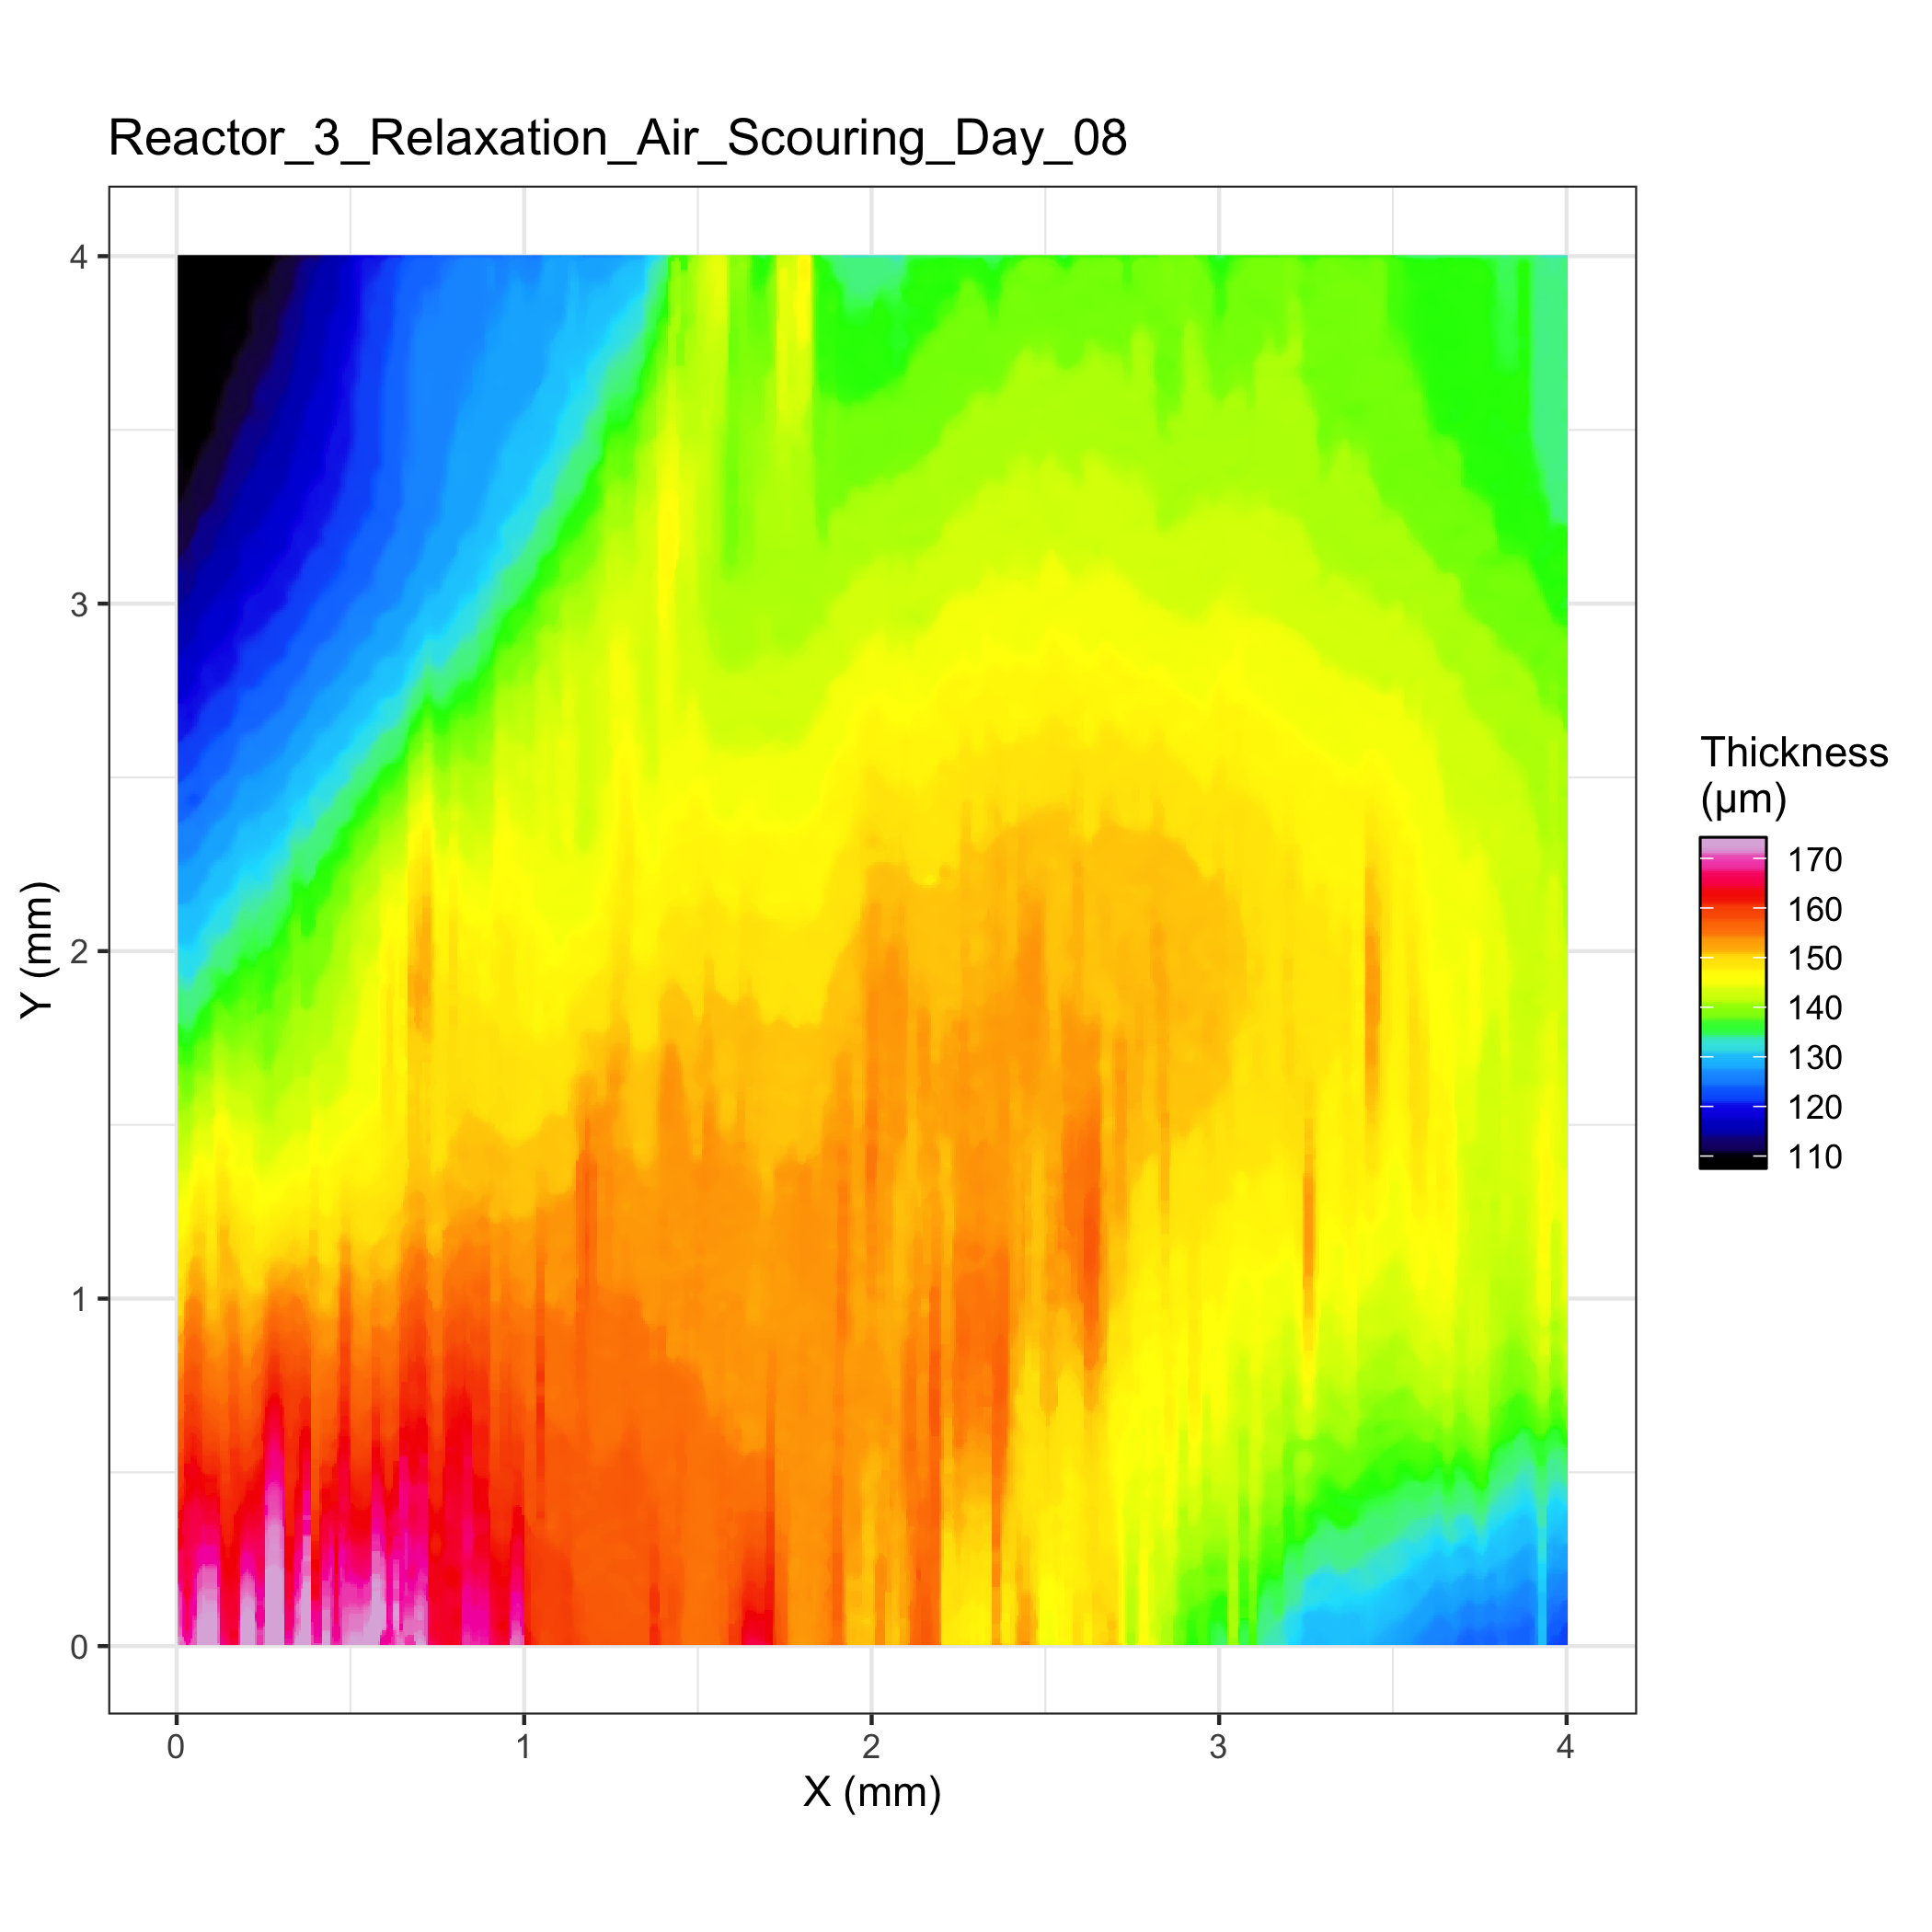 Reactor_3_Relaxation_Air_Scouring_Day_08
4
3
2
1
0
Y (mm)
0 1 2 3 4
X (mm)
Thickness
(μm)
170
160
150
140
130
120
110